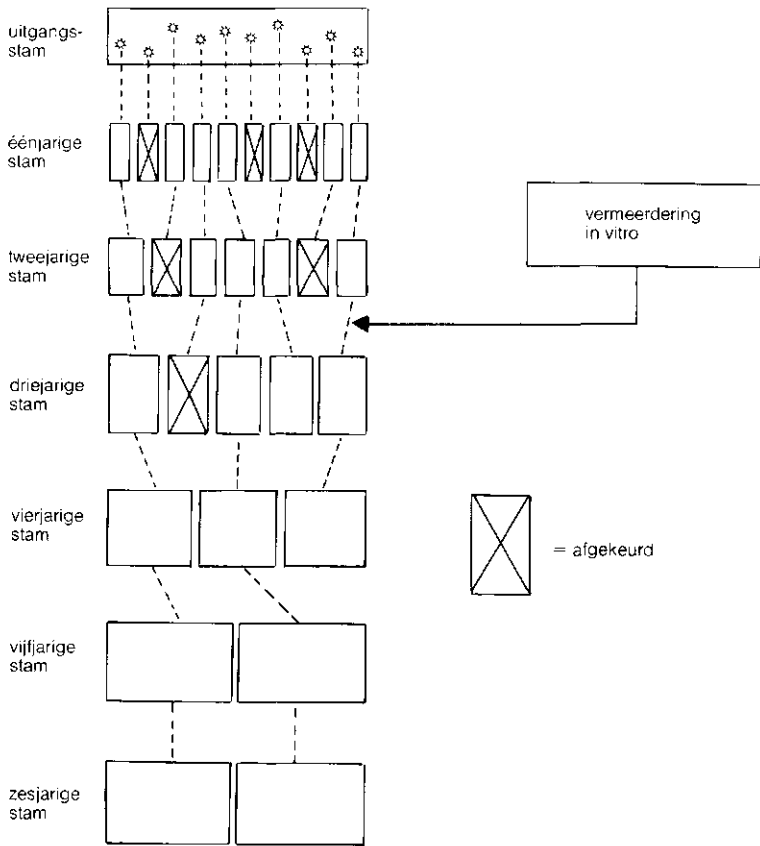 uitgangs-
stam
éénjarige
stam
tweejarige
stam
vermeerdering
in vitro
driejarige
stam
vierjarige
stam
= afgekeurd
vijfjarige
stam
zesjarige
stam